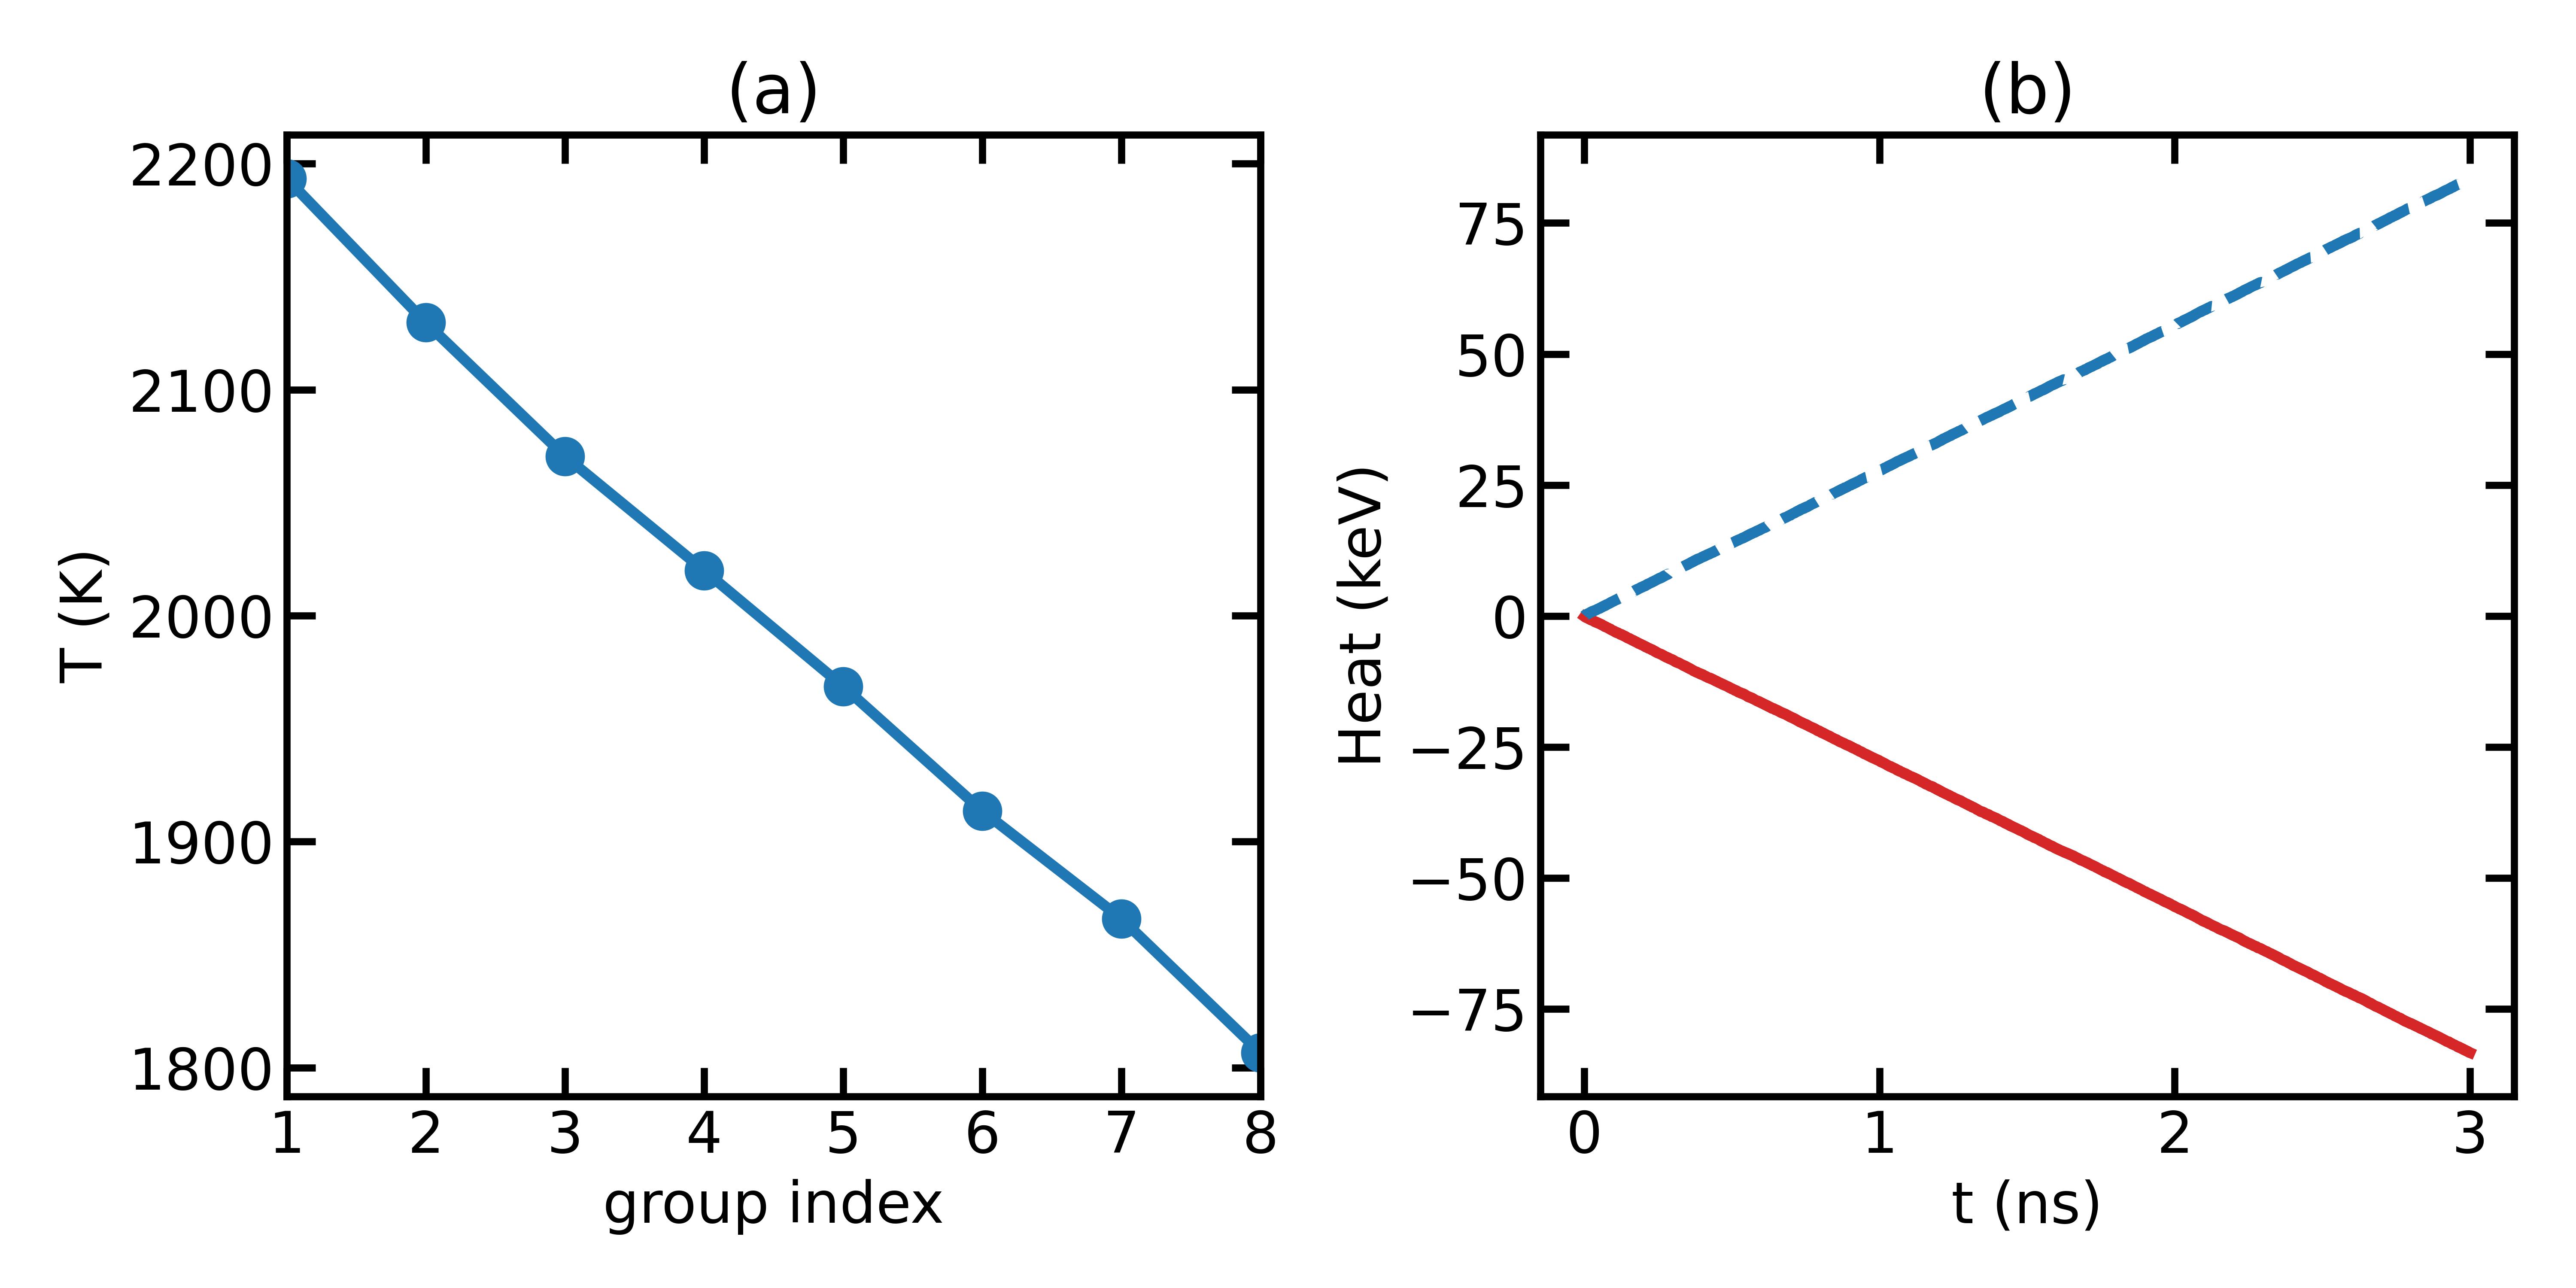 (a)
2200
2100
2000
1900
1800
T (K)
1 2 3 4 5 6 7 8
group index
(b)
75
50
25
0
−25
−50
−75
Heat (keV)
0 1 2 3
t (ns)